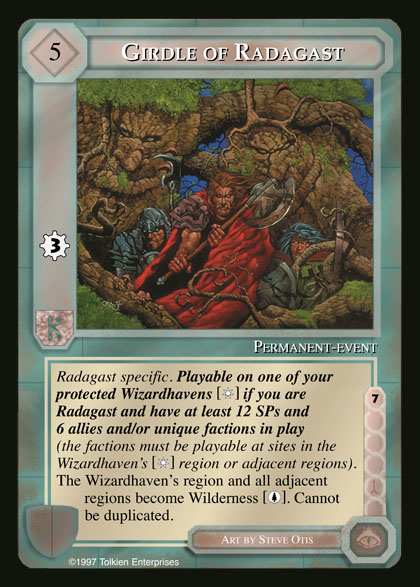 5
GIRDLE OF RADAGAST
3
K
PERMANENT-EVENT
Radagast specific. Playable on one of your
protected Wizardhavens [ ] if you are
Radagast and have at least 12 SPs and
6 allies and/or unique factions in play
(the factions must be playable at sites in the
Wizardhaven's [ ] region or adjacent regions).
The Wizardhaven's region and all adjacent
regions become Wilderness [ ]. Cannot
be duplicated.
7
ART BY STEVE OTIS
©1997 Tolkien Enterprises